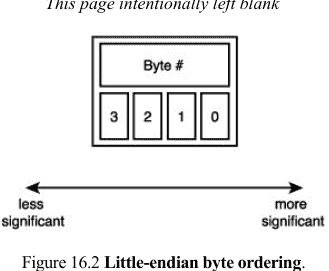 This page intentionally left blank
Byte #
3 2 1 0
less more
significant significant
Figure 16.2 Little-endian byte ordering.